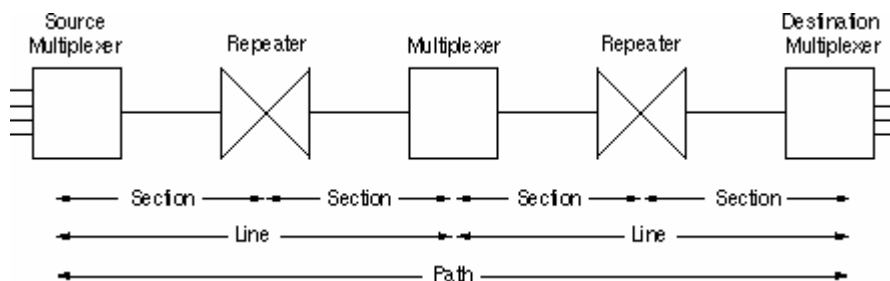 Source
Multiplexer
Repeater
Multiplexer
Repeater
Destination
Multiplexer
Section
Section
Section
Section
Line
Line
Path